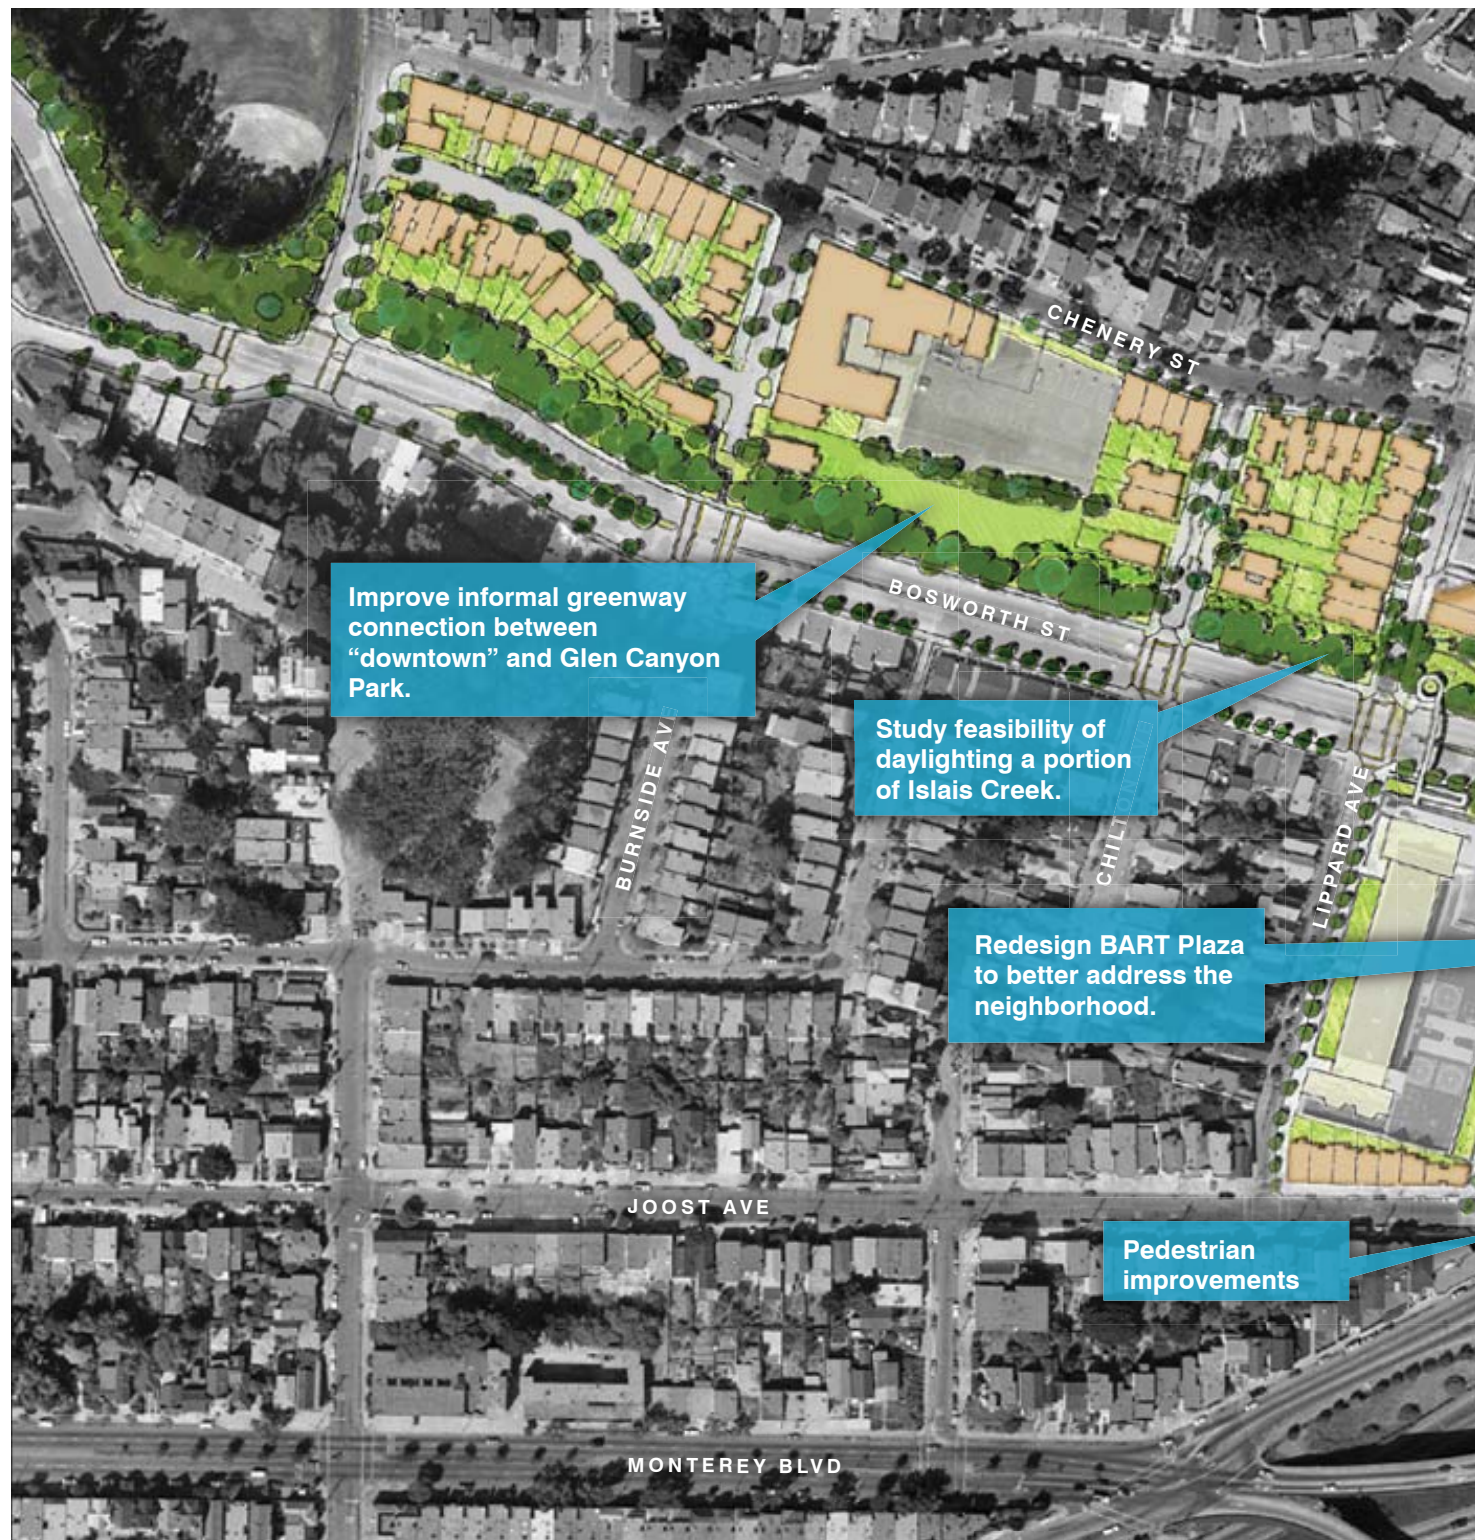 CHENERY ST
Improve informal greenway
connection between
“downtown” and Glen Canyon
Park.
BOSWORTH ST
Study feasibility of
daylighting a portion
of Islais Creek.
BURNSIDE AVE
CHILTON AVE
LIPPARD AVE
Redesign BART Plaza
to better address the
neighborhood.
JOOST AVE
Pedestrian
improvements
MONTEREY BLVD